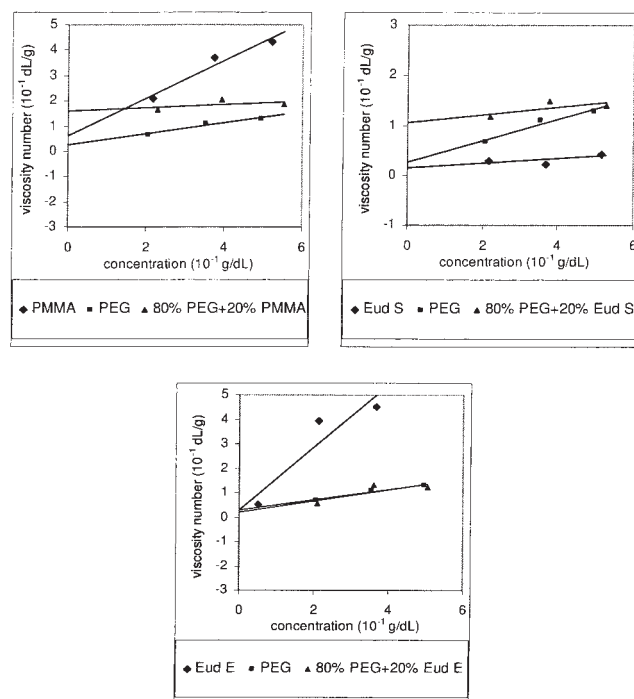 viscosity number (10⁻¹ dL/g)
5
4
3
2
1
0
-1
-2
-3
0 2 4 6
concentration (10⁻¹ g/dL)
◆ PMMA ▪ PEG ▲ 80% PEG+20% PMMA
viscosity number (10⁻¹ dL/g)
3
1
-1
0 2 4 6
concentration (10⁻¹ g/dL)
◆ Eud S ▪ PEG ▲ 80% PEG+20% Eud S
viscosity number (10⁻¹ dL/g)
5
4
3
2
1
0
-1
-2
-3
0 2 4 6
concentration (10⁻¹ g/dL)
◆ Eud E ▪ PEG ▲ 80% PEG+20% Eud E